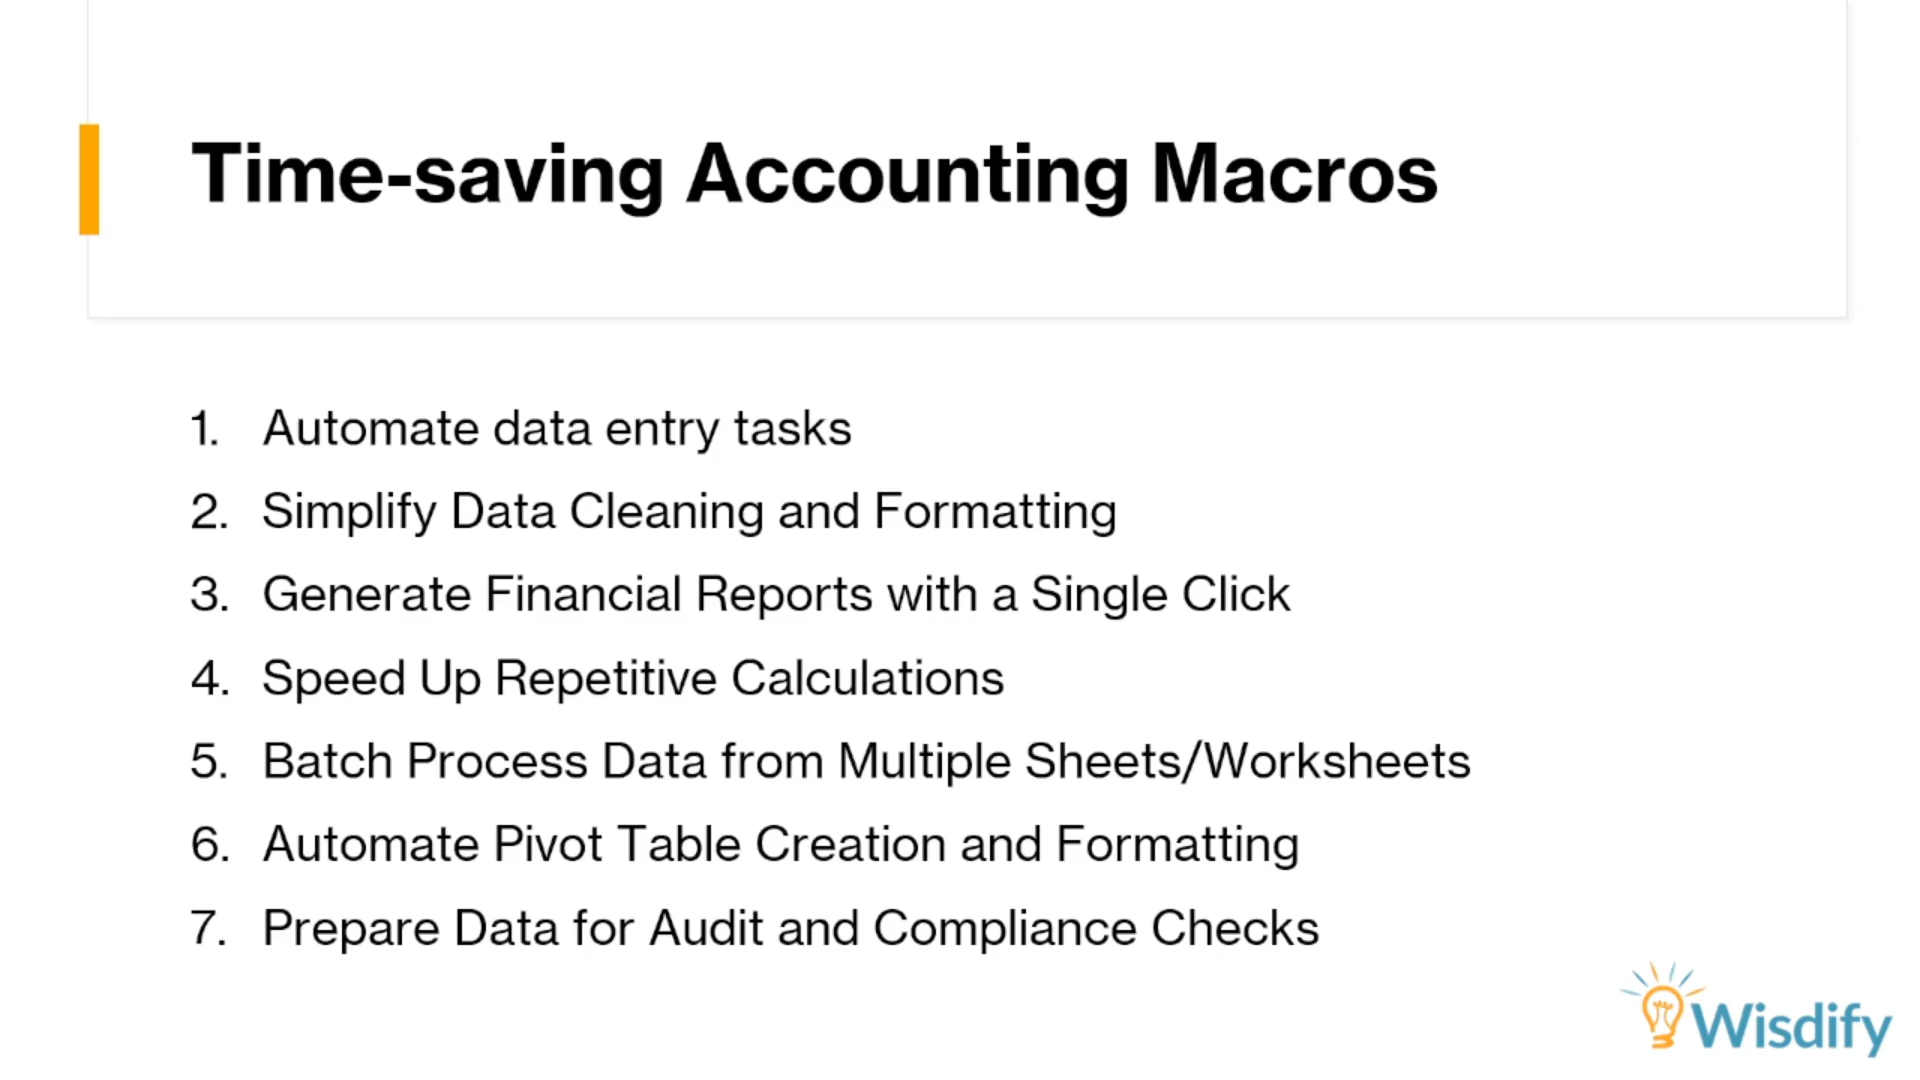 Time-saving Accounting Macros
1. Automate data entry tasks
2. Simplify Data Cleaning and Formatting
3. Generate Financial Reports with a Single Click
4. Speed Up Repetitive Calculations
5. Batch Process Data from Multiple Sheets/Worksheets
6. Automate Pivot Table Creation and Formatting
7. Prepare Data for Audit and Compliance Checks
Wisdify